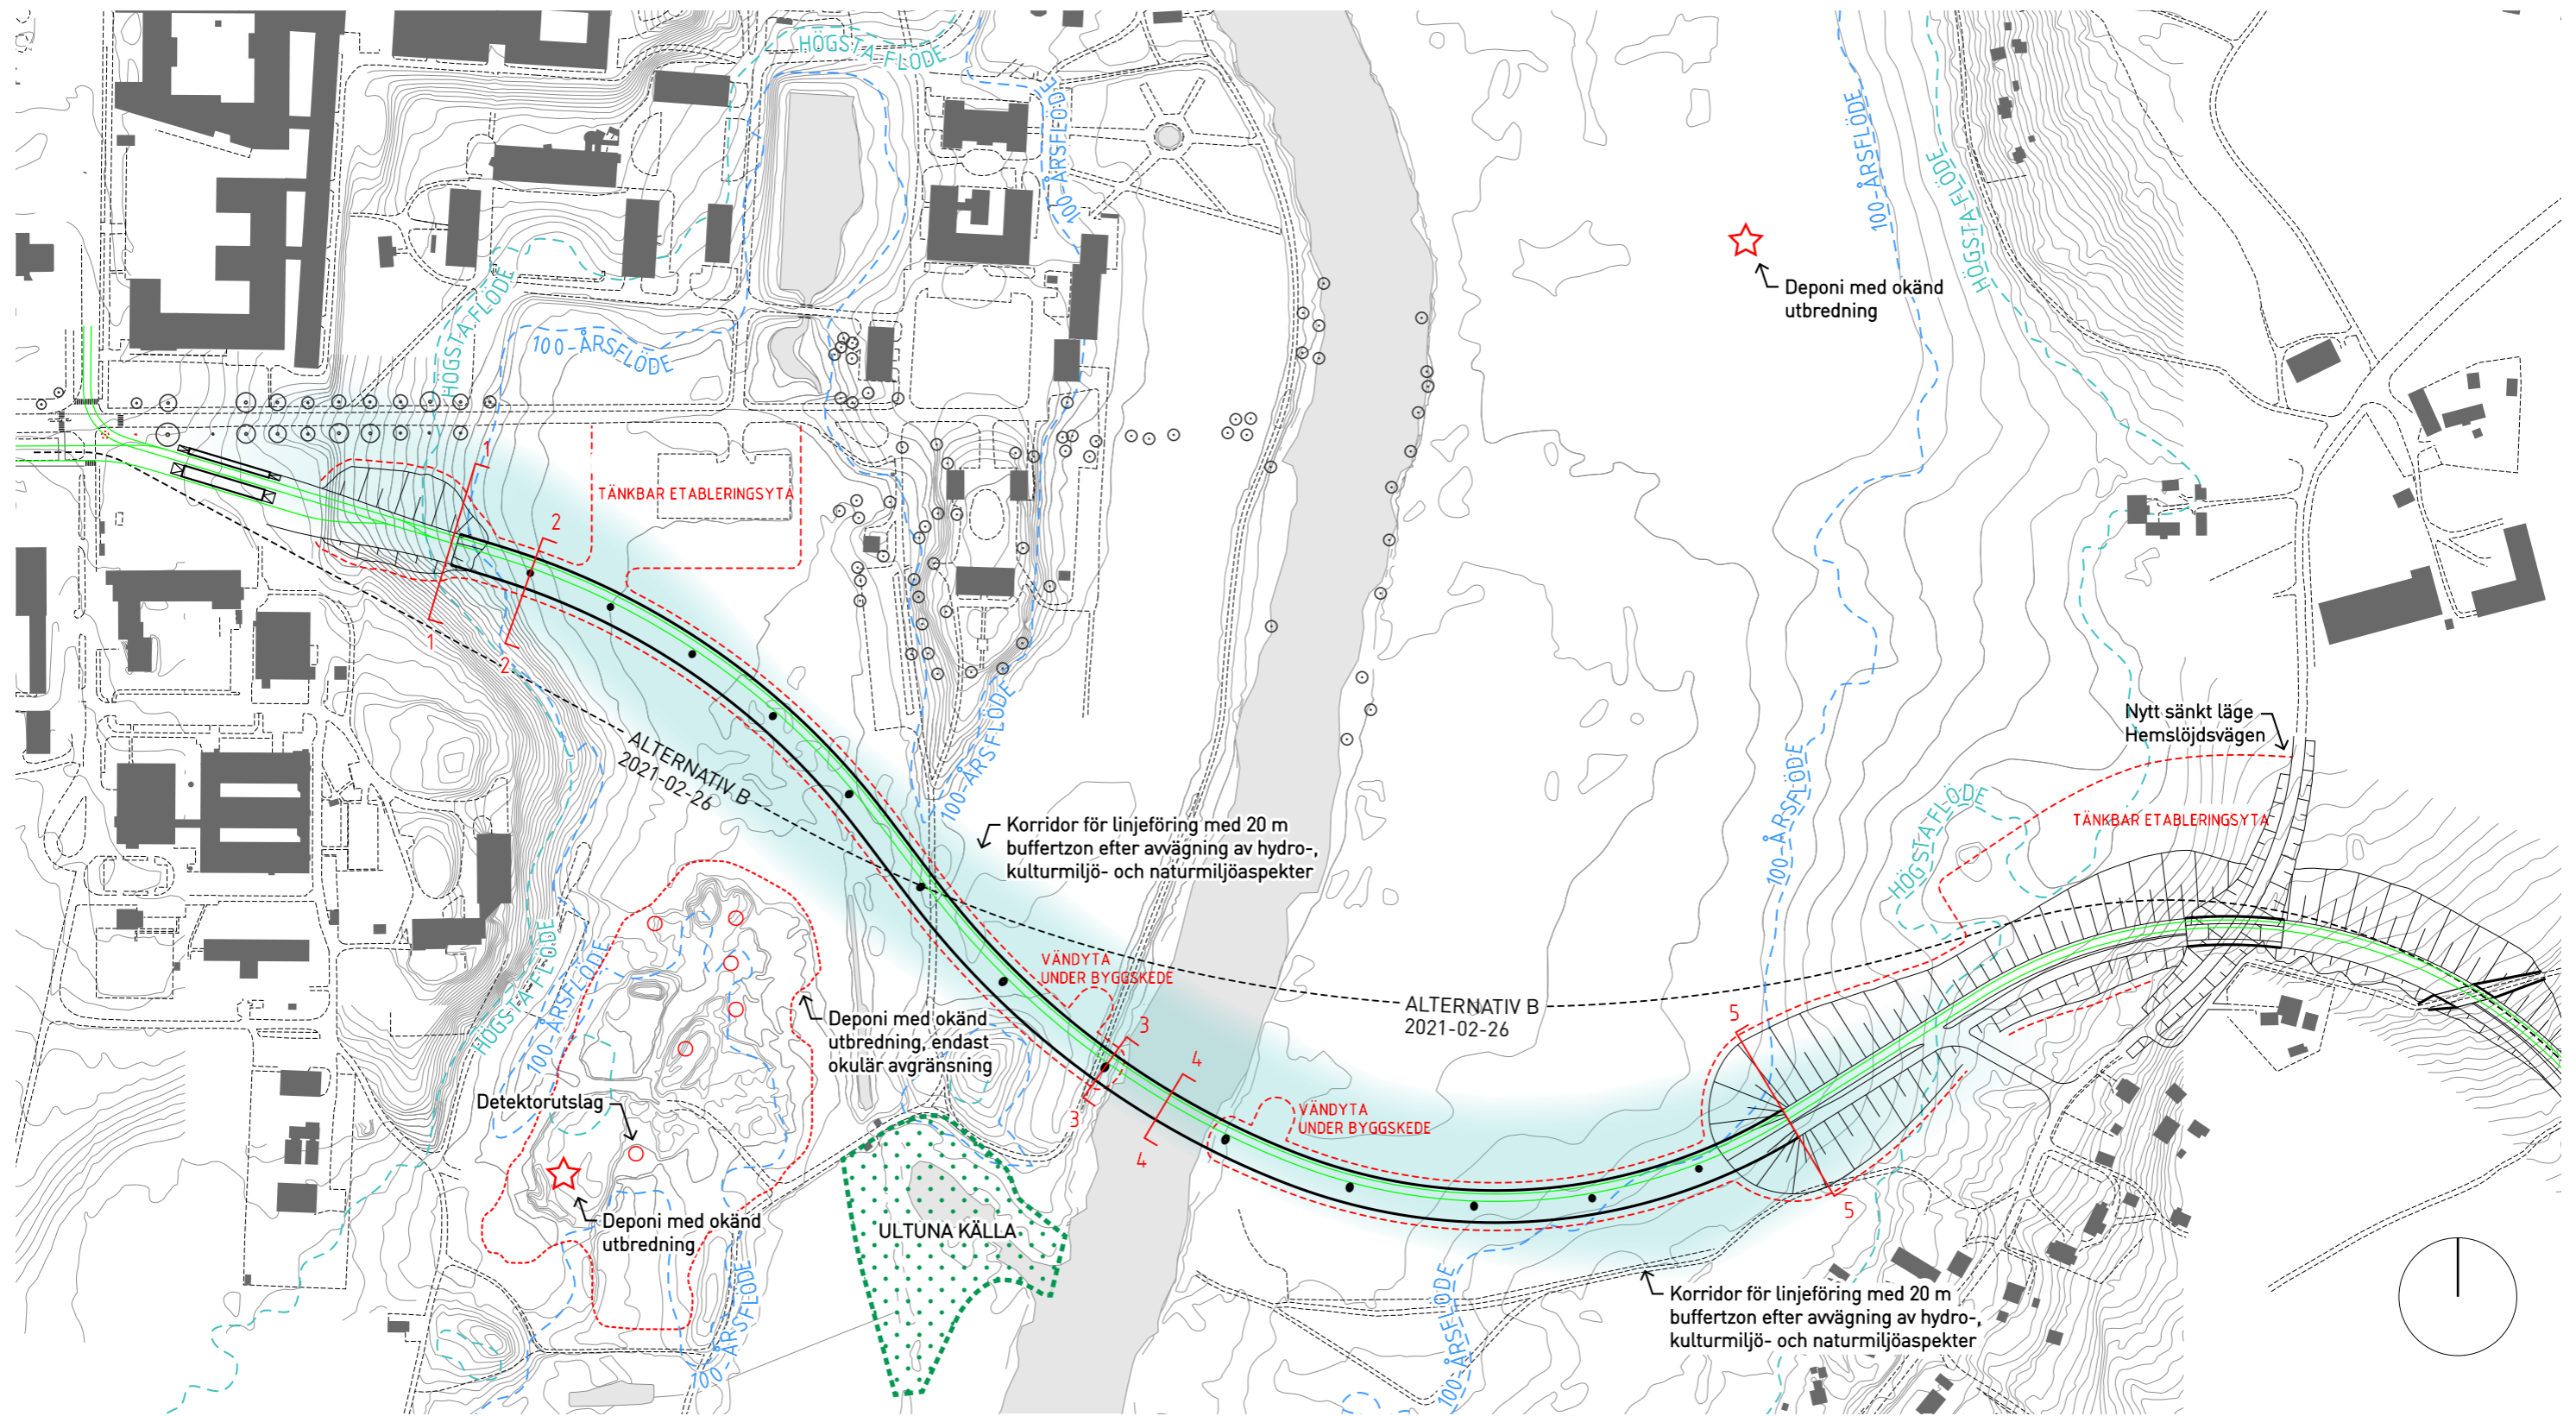 HÖGSTA FLÖDE
100-ÅRSFLÖDE
100-ÅRSFLÖDE
100-ÅRSFLÖDE
HÖGSTA FLÖDE
Deponi med okänd
utbredning
HÖGSTA FLÖDE
100-ÅRSFLÖDE
1
TÄNKBAR ETABLERINGSYTA
2
1
2
ALTERNATIV B
2021-02-26
100-ÅRSFLÖDE
Korridor för linjeföring med 20 m
buffertzon efter avvägning av hydro-,
kulturmiljö- och naturmiljöaspekter
100-ÅRSFLÖDE
Nytt sänkt läge
Hemslöjdsvägen
TÄNKBAR ETABLERINGSYTA
HÖGSTA FLÖDE
HÖGSTA FLÖDE
100-ÅRSFLÖDE
VÄNDYTA
UNDER BYGGSKEDE
ALTERNATIV B
2021-02-26
Deponi med okänd
utbredning, endast
okulär avgränsning
3
3
4
4
5
5
VÄNDYTA
UNDER BYGGSKEDE
Detektorutslag
Deponi med okänd
utbredning
ULTUNA KÄLLA
100-ÅRSFLÖDE
100-ÅRSFLÖDE
Korridor för linjeföring med 20 m
buffertzon efter avvägning av hydro-,
kulturmiljö- och naturmiljöaspekter